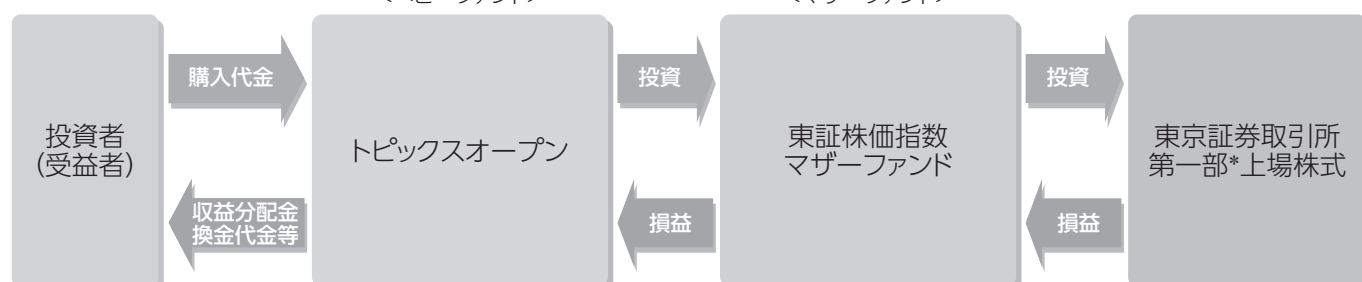 購入代金
投資
投資
投資者
(受益者)
トピックスオープン
東証株価指数
マザーファンド
東京証券取引所
第一部*上場株式
収益分配金
換金代金等
損益
損益